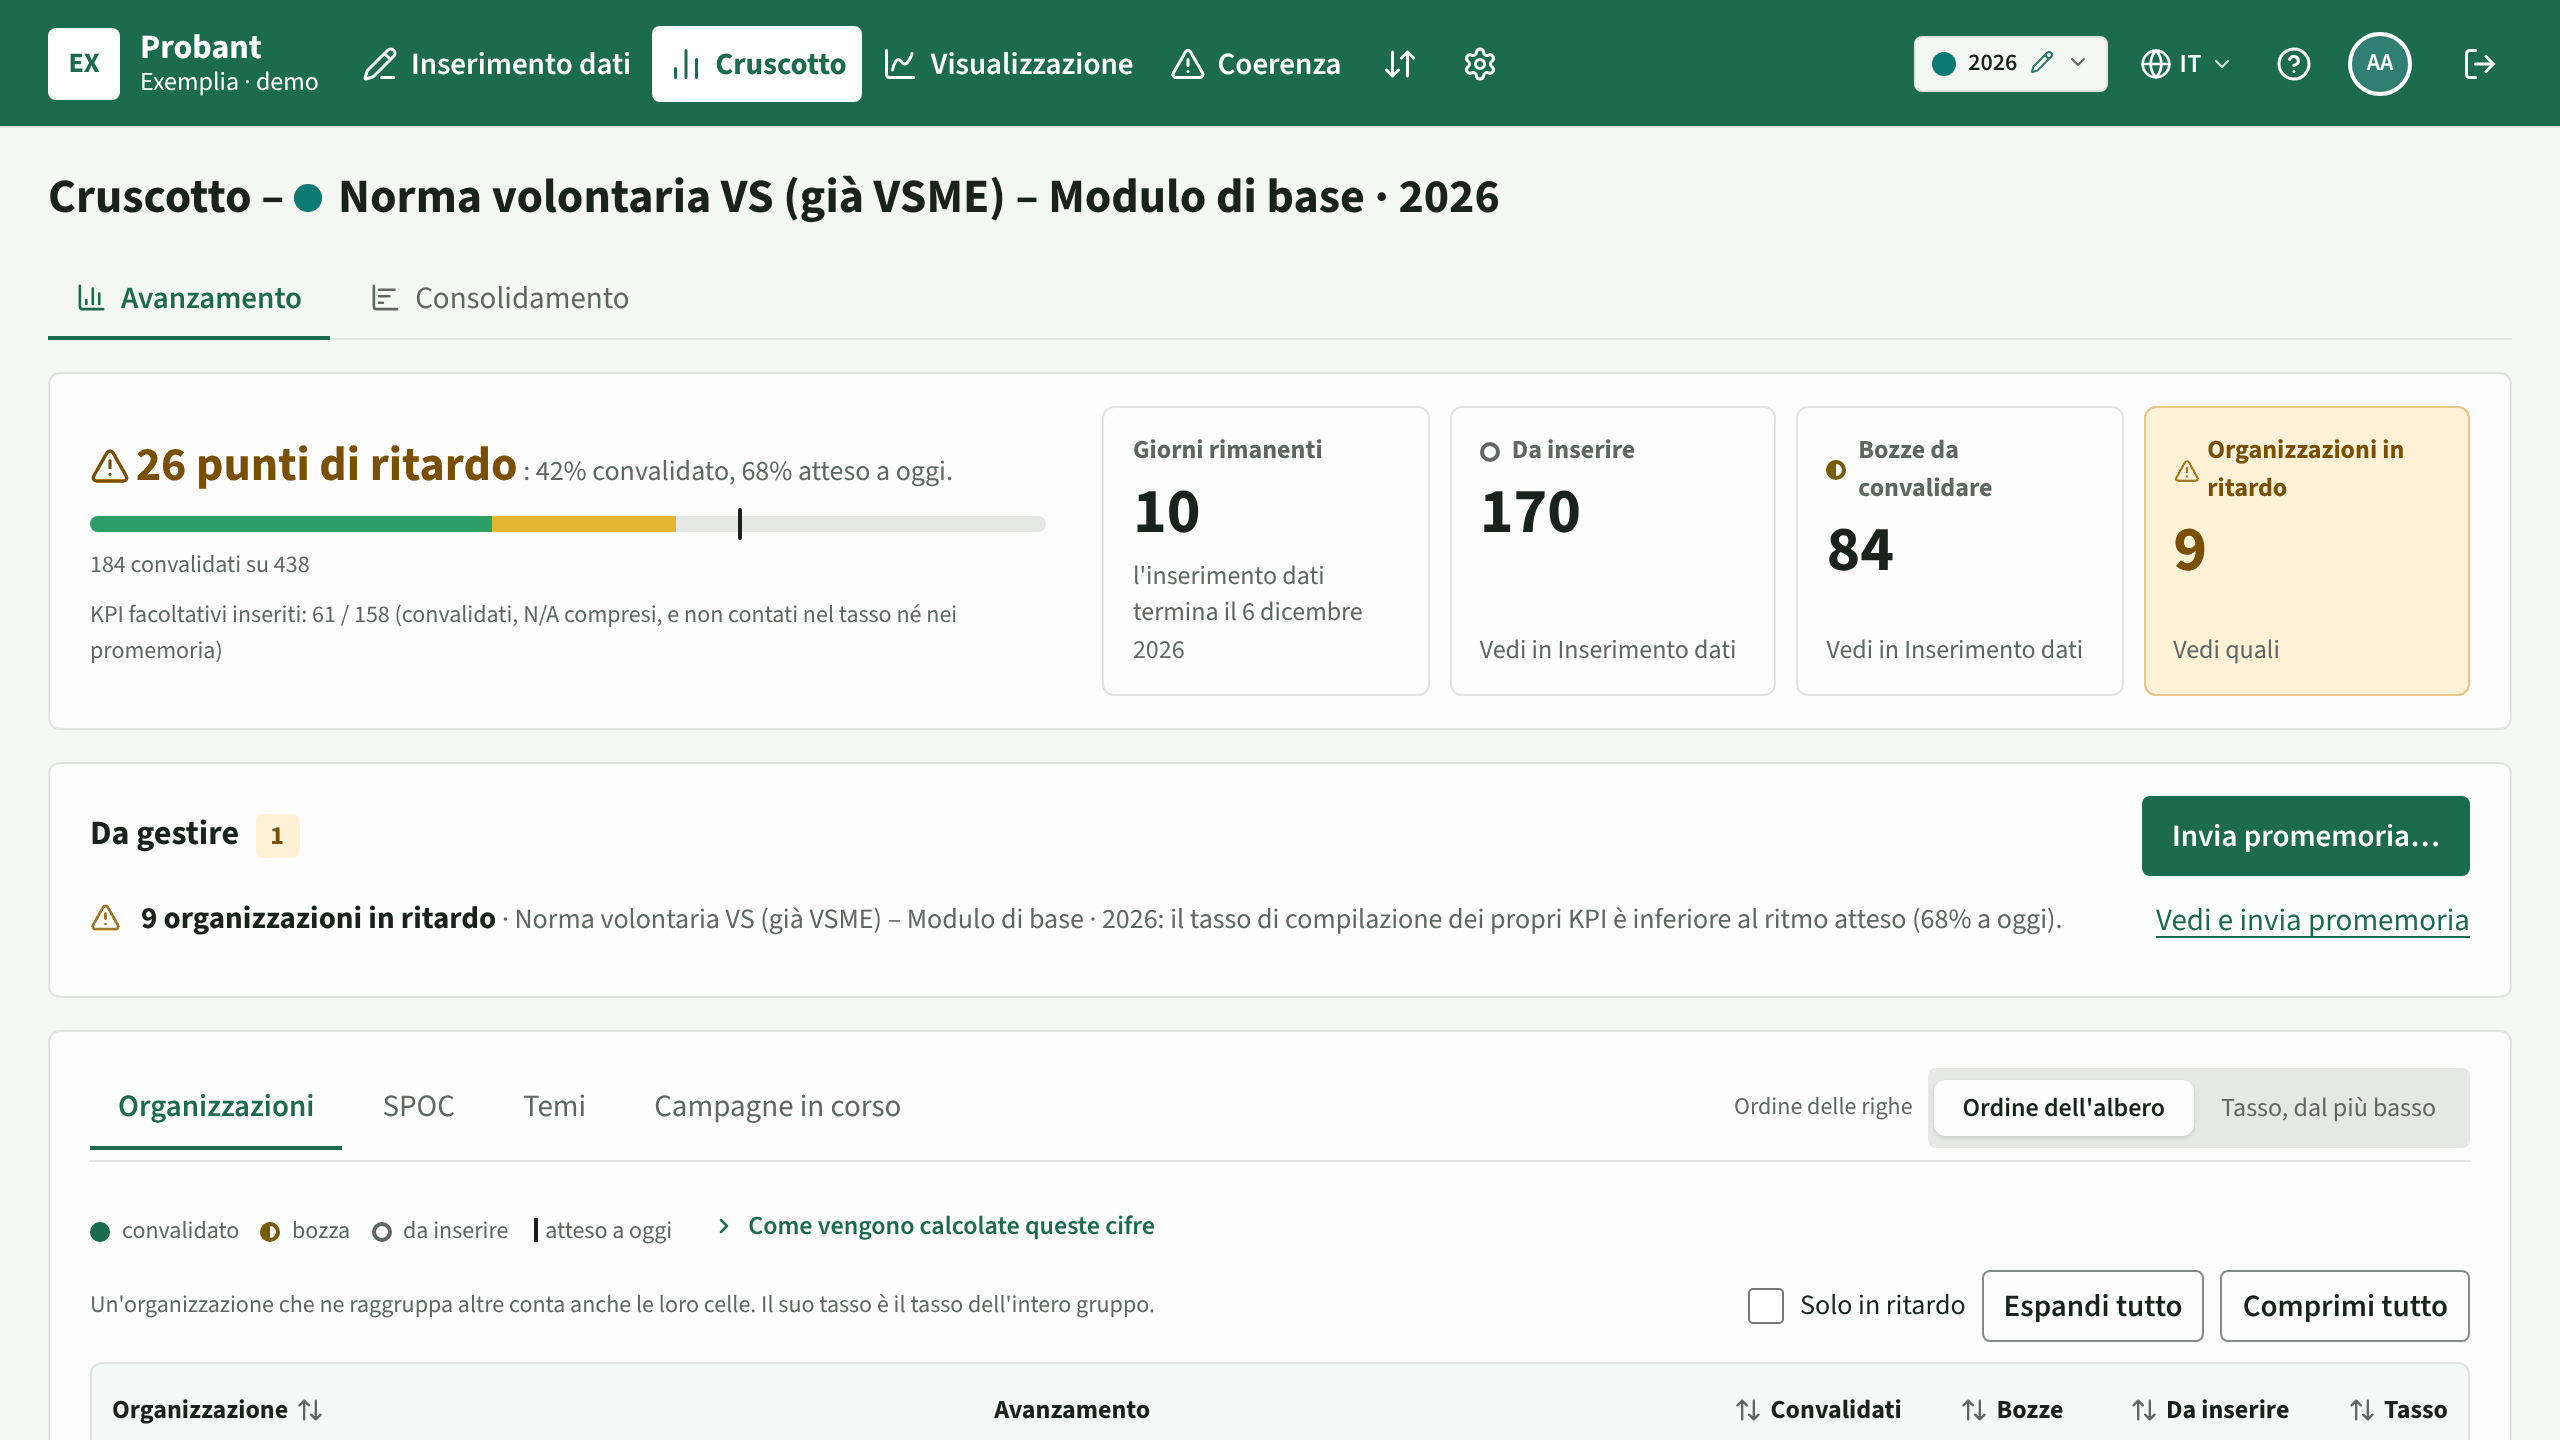 EX
Probant
Exemplia · demo
Inserimento dati
Cruscotto
Visualizzazione
Coerenza
2026
IT
AA
Cruscotto – Norma volontaria VS (già VSME) – Modulo di base · 2026
Avanzamento
Consolidamento
26 punti di ritardo : 42% convalidato, 68% atteso a oggi.
184 convalidati su 438
KPI facoltativi inseriti: 61 / 158 (convalidati, N/A compresi, e non contati nel tasso né nei
promemoria)
Giorni rimanenti
10
l'inserimento dati
termina il 6 dicembre
2026
Da inserire
170
Vedi in Inserimento dati
Bozze da
convalidare
84
Vedi in Inserimento dati
Organizzazioni in
ritardo
9
Vedi quali
Da gestire 1
Invia promemoria...
9 organizzazioni in ritardo · Norma volontaria VS (già VSME) – Modulo di base · 2026: il tasso di compilazione dei propri KPI è inferiore al ritmo atteso (68% a oggi).
Vedi e invia promemoria
Organizzazioni
SPOC
Temi
Campagne in corso
Ordine delle righe
Ordine dell'albero
Tasso, dal più basso
convalidato
bozza
da inserire
atteso a oggi
Come vengono calcolate queste cifre
Un'organizzazione che ne raggruppa altre conta anche le loro celle. Il suo tasso è il tasso dell'intero gruppo.
Solo in ritardo
Espandi tutto
Comprimi tutto
Organizzazione
Avanzamento
Convalidati
Bozze
Da inserire
Tasso